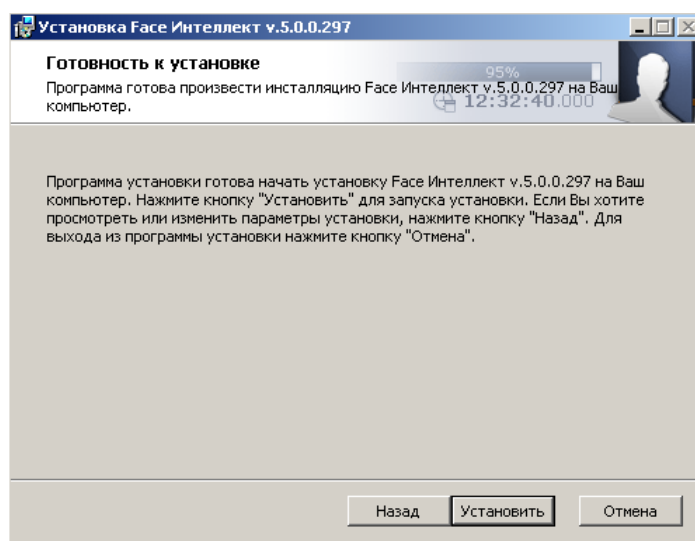 Установка Face Интеллект v.5.0.0.297
Готовность к установке
Программа готова произвести инсталляцию Face Интеллект v.5.0.0.297 на Ваш
компьютер.
95%
12:32:40.000
Программа установки готова начать установку Face Интеллект v.5.0.0.297 на Ваш
компьютер. Нажмите кнопку "Установить" для запуска установки. Если Вы хотите
просмотреть или изменить параметры установки, нажмите кнопку "Назад". Для
выхода из программы установки нажмите кнопку "Отмена".
Назад
Установить
Отмена